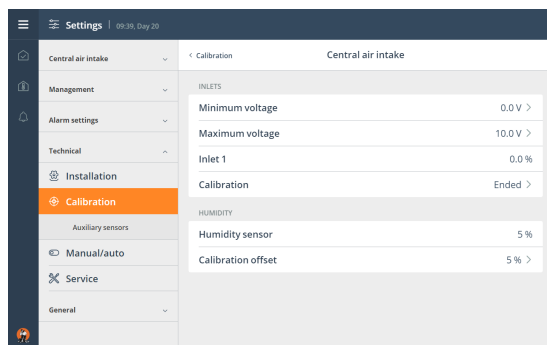 Settings | 09:39, Day 20
Central air intake
Management
Alarm settings
Technical
Installation
Calibration
Auxiliary sensors
Manual/auto
Service
General
< Calibration Central air intake
INLETS
Minimum voltage 0.0 V >
Maximum voltage 10.0 V >
Inlet 1 0.0 %
Calibration Ended >
HUMIDITY
Humidity sensor 5 %
Calibration offset 5 % >